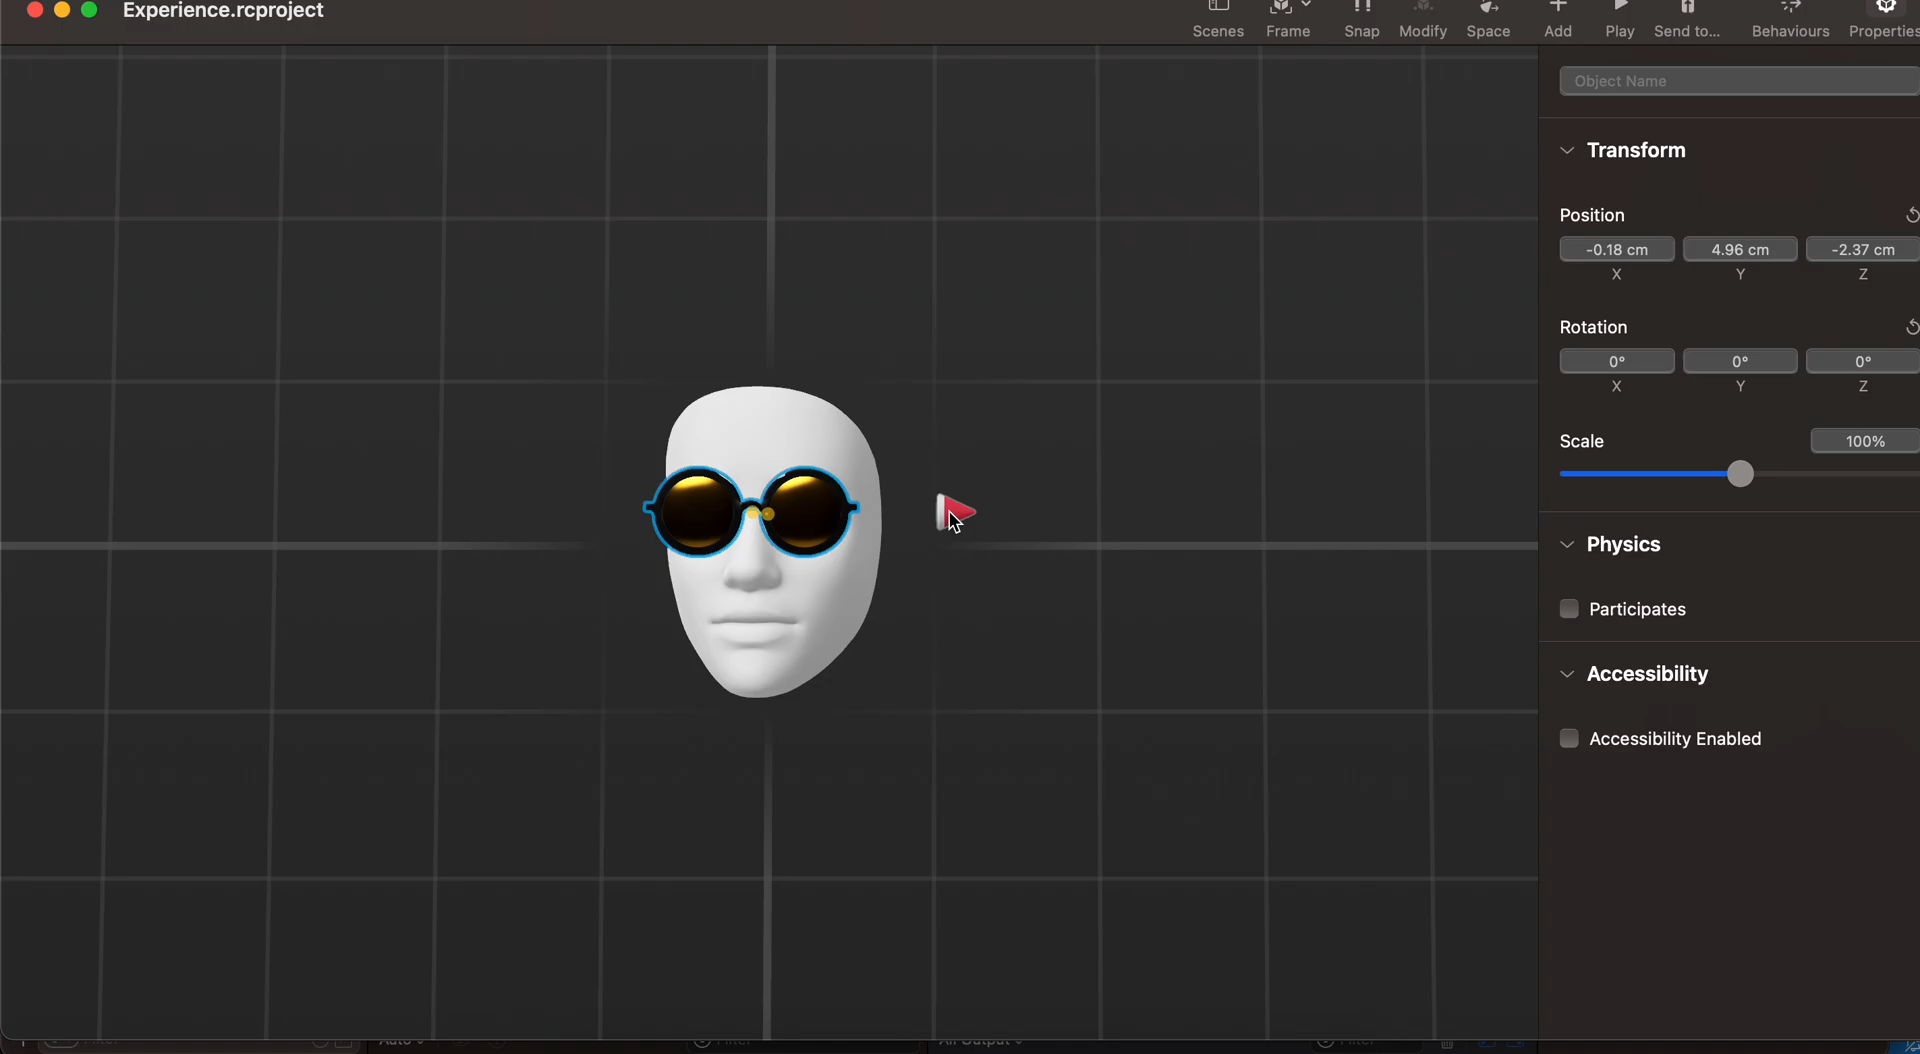 Experience.rcproject
Scenes Frame Snap Modify Space Add Play Send to... Behaviours Properties
Object Name
Transform
Position
-0.18 cm 4.96 cm -2.37 cm
X Y Z
Rotation
0° 0° 0°
X Y Z
Scale 100%
Physics
Participates
Accessibility
Accessibility Enabled